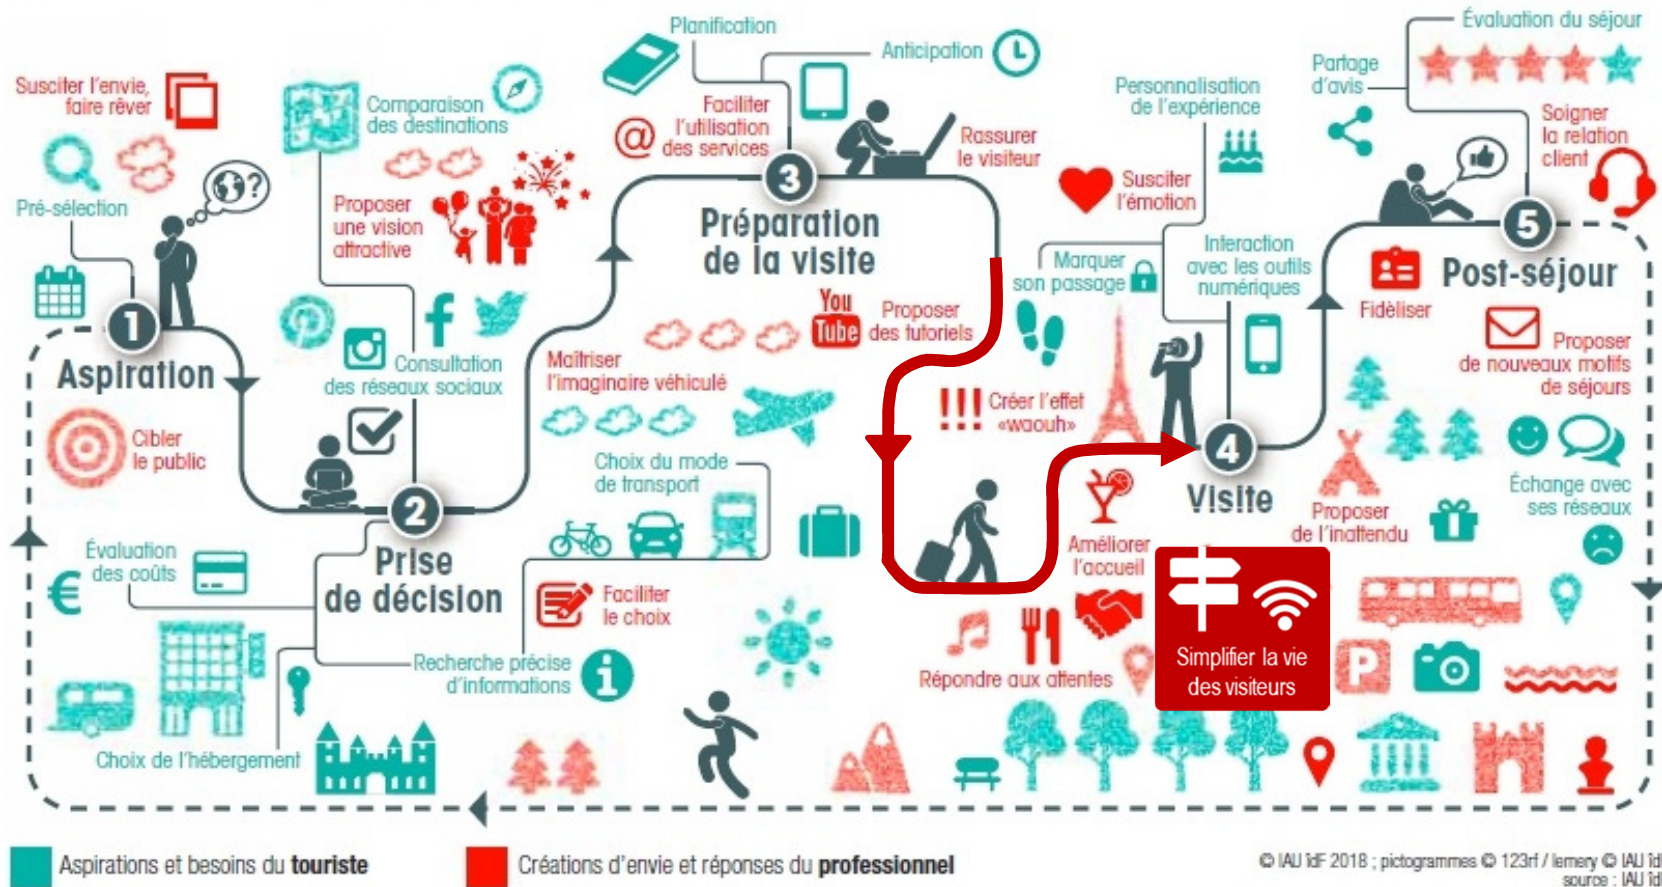 Susciter l'envie,
faire rêver
Pré-sélection
1
Aspiration
Cibler
le public
?
Comparaison
des destinations
Proposer
une vision
attractive
f
Consultation
des réseaux sociaux
2
Prise
de décision
Évaluation
des coûts
€
Choix de l'hébergement
Recherche précise
d'informations
i
Faciliter
le choix
Choix du mode
de transport
Maîtriser
l'imaginaire véhiculé
Planification
Anticipation
@
Faciliter
l'utilisation
des services
Rassurer
le visiteur
3
Préparation
de la visite
You
Tube
Proposer
des tutoriels
!!! Créer l'effet
«waouh»
Personnalisation
de l'expérience
Susciter
l'émotion
Marquer
son passage
Interaction
avec les outils
numériques
4
Visite
Améliorer
l'accueil
Répondre aux attentes
Simplifier la vie
des visiteurs
P
Proposer
de l'inattendu
Évaluation du séjour
Partage
d'avis
Soigner
la relation
client
5
Post-séjour
Fidéliser
Proposer
de nouveaux motifs
de séjours
Échange avec
ses réseaux
Aspirations et besoins du touriste
Créations d'envie et réponses du professionnel
© IAU îdF 2018 ; pictogrammes © 123rf / lemery © IAU îd
source : IAU îd